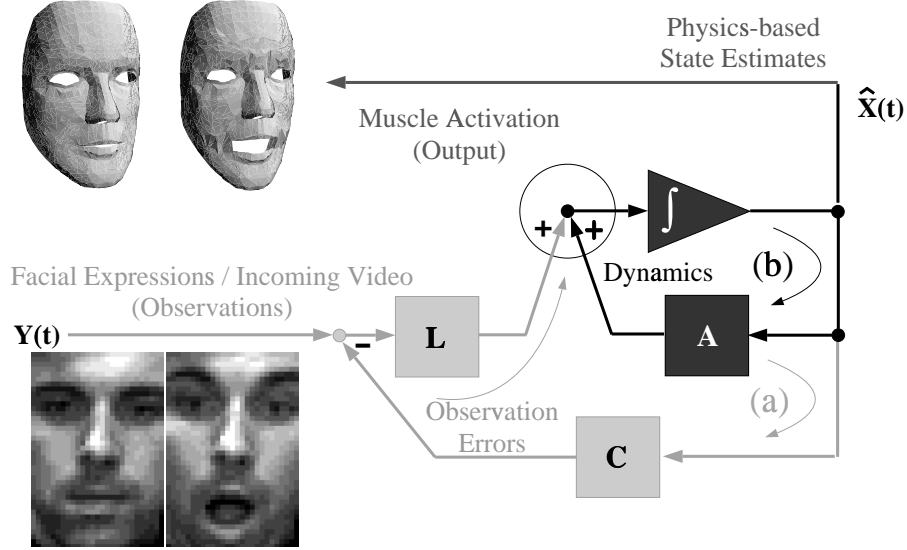 Physics-based
State Estimates
X̂(t)
Muscle Activation
(Output)
∫
+ +
Facial Expressions / Incoming Video
(Observations)
Dynamics
(b)
Y(t)
-
L
A
(a)
Observation
Errors
C